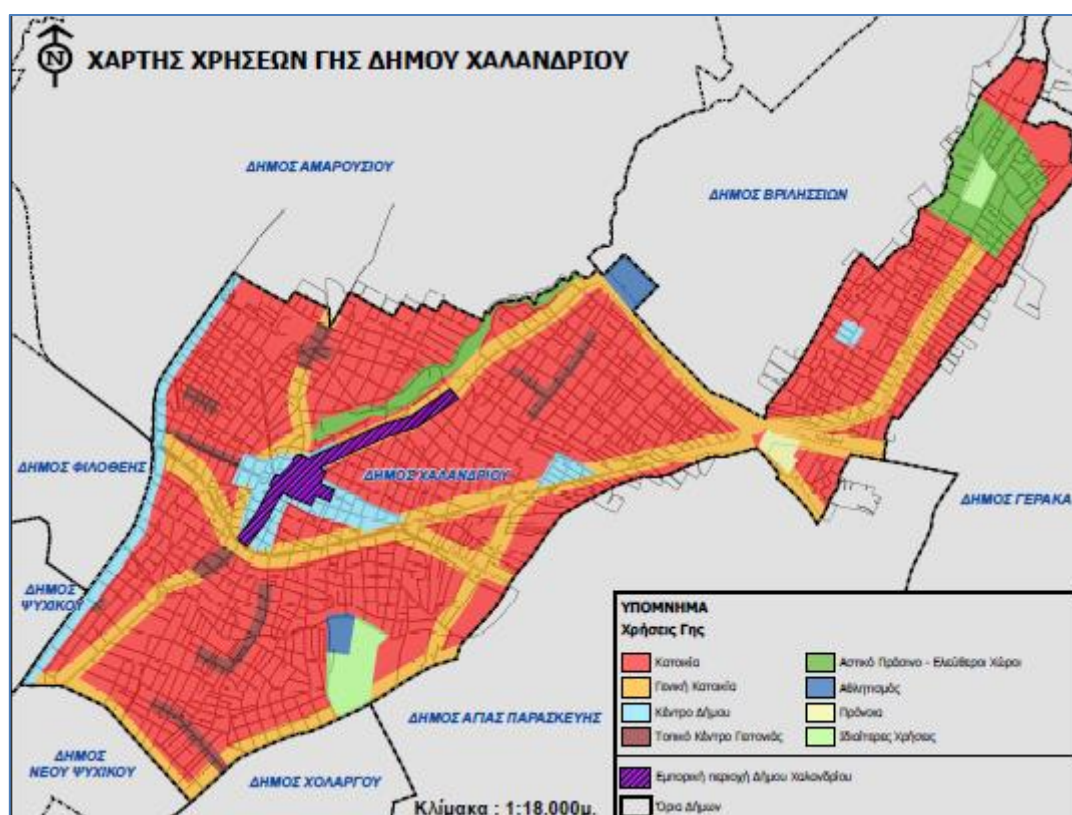 N
ΧΑΡΤΗΣ ΧΡΗΣΕΩΝ ΓΗΣ ΔΗΜΟΥ ΧΑΛΑΝΔΡΙΟΥ
ΔΗΜΟΣ ΑΜΑΡΟΥΣΙΟΥ
ΔΗΜΟΣ ΒΡΙΛΗΣΣΙΩΝ
ΔΗΜΟΣ ΦΙΛΟΘΕΗΣ
ΔΗΜΟΣ ΧΑΛΑΝΔΡΙΟΥ
ΔΗΜΟΣ ΓΕΡΑΚΑ
ΔΗΜΟΣ
ΨΥΧΙΚΟΥ
ΔΗΜΟΣ ΑΓΙΑΣ ΠΑΡΑΣΚΕΥΗΣ
ΔΗΜΟΣ
ΝΕΟΥ ΨΥΧΙΚΟΥ
ΔΗΜΟΣ ΧΟΛΑΡΓΟΥ
Κλίμακα : 1:18.000μ.
ΥΠΟΜΝΗΜΑ
Χρήσεις Γης
Κατοικία
Γενική Κατοικία
Κέντρο Δήμου
Τοπικό Κέντρο Γειτονιάς
Αστικό Πράσινο - Ελεύθεροι Χώροι
Αθλητισμός
Πρόνοια
Ιδιαίτερες Χρήσεις
Εμπορική περιοχή Δήμου Χαλανδρίου
Όρια Δήμων